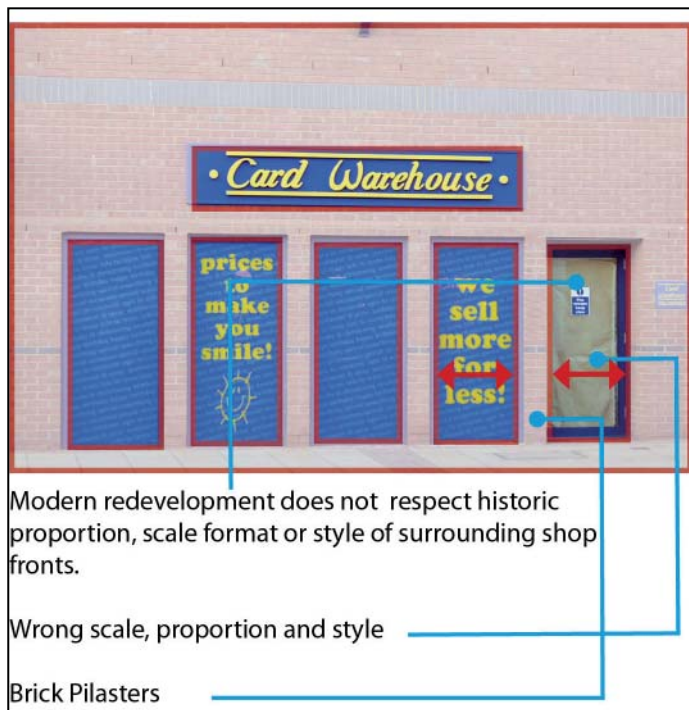 • Card Warehouse •
prices
to
make
you
smile!
we
sell
more
for
less!
Modern redevelopment does not respect historic
proportion, scale format or style of surrounding shop
fronts.
Wrong scale, proportion and style
Brick Pilasters